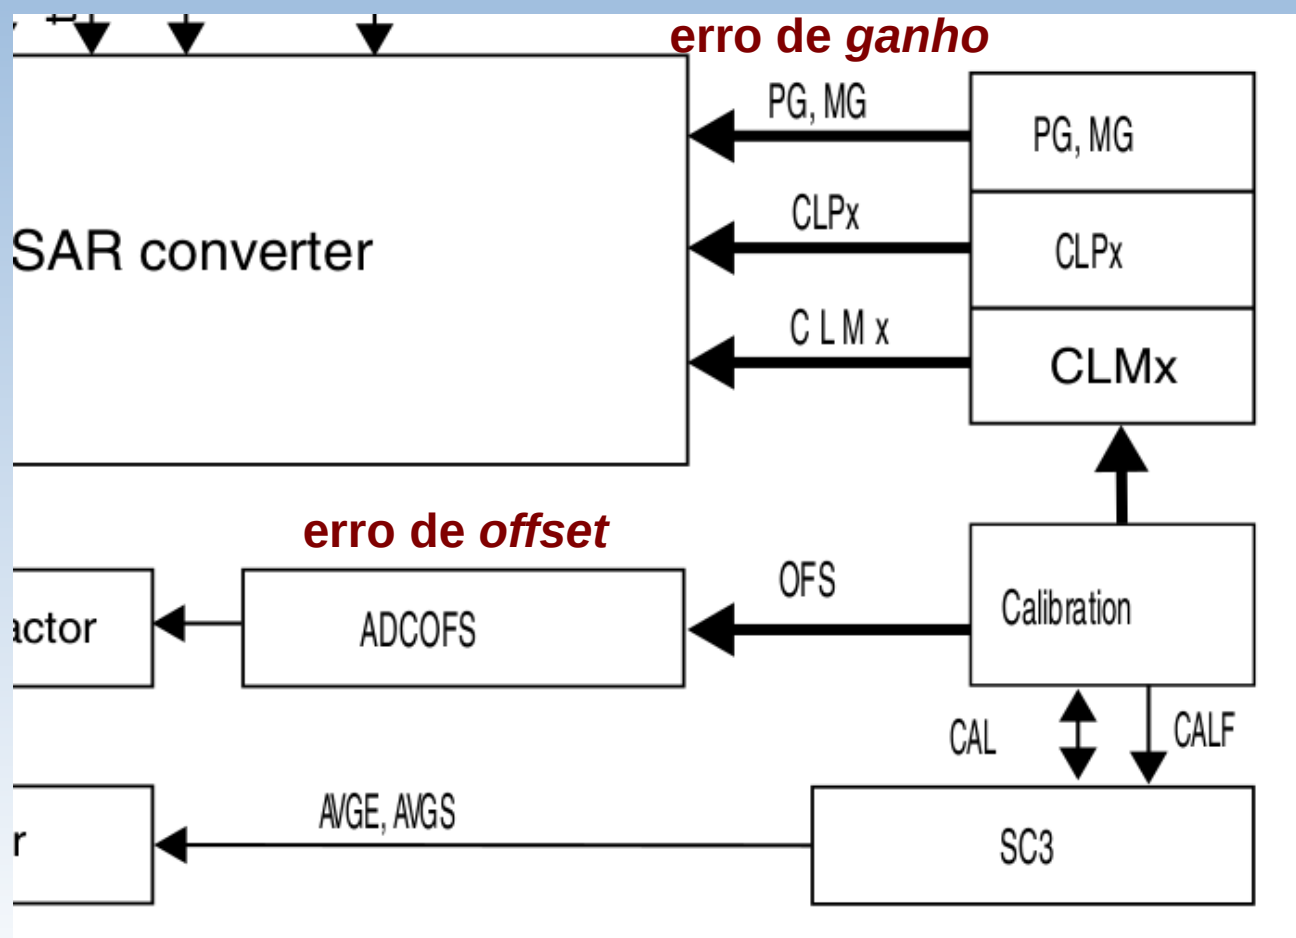 erro de ganho
PG, MG
PG, MG
CLPx
CLPx
SAR converter
C L M x
CLMx
erro de offset
OFS
Calibration
actor
ADCOFS
CAL
CALF
AVGE, AVGS
r
SC3